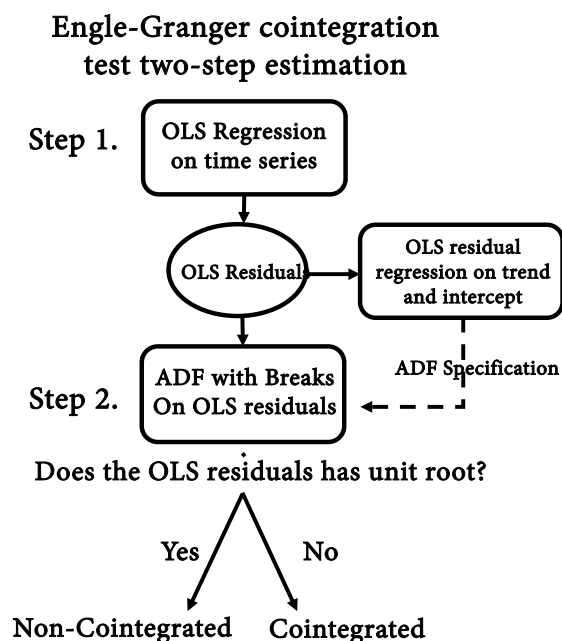 Engle-Granger cointegration
test two-step estimation
Step 1.
OLS Regression
on time series
OLS Residuals
OLS residual
regression on trend
and intercept
ADF Specification
Step 2.
ADF with Breaks
On OLS residuals
Does the OLS residuals has unit root?
Yes
No
Non-Cointegrated
Cointegrated